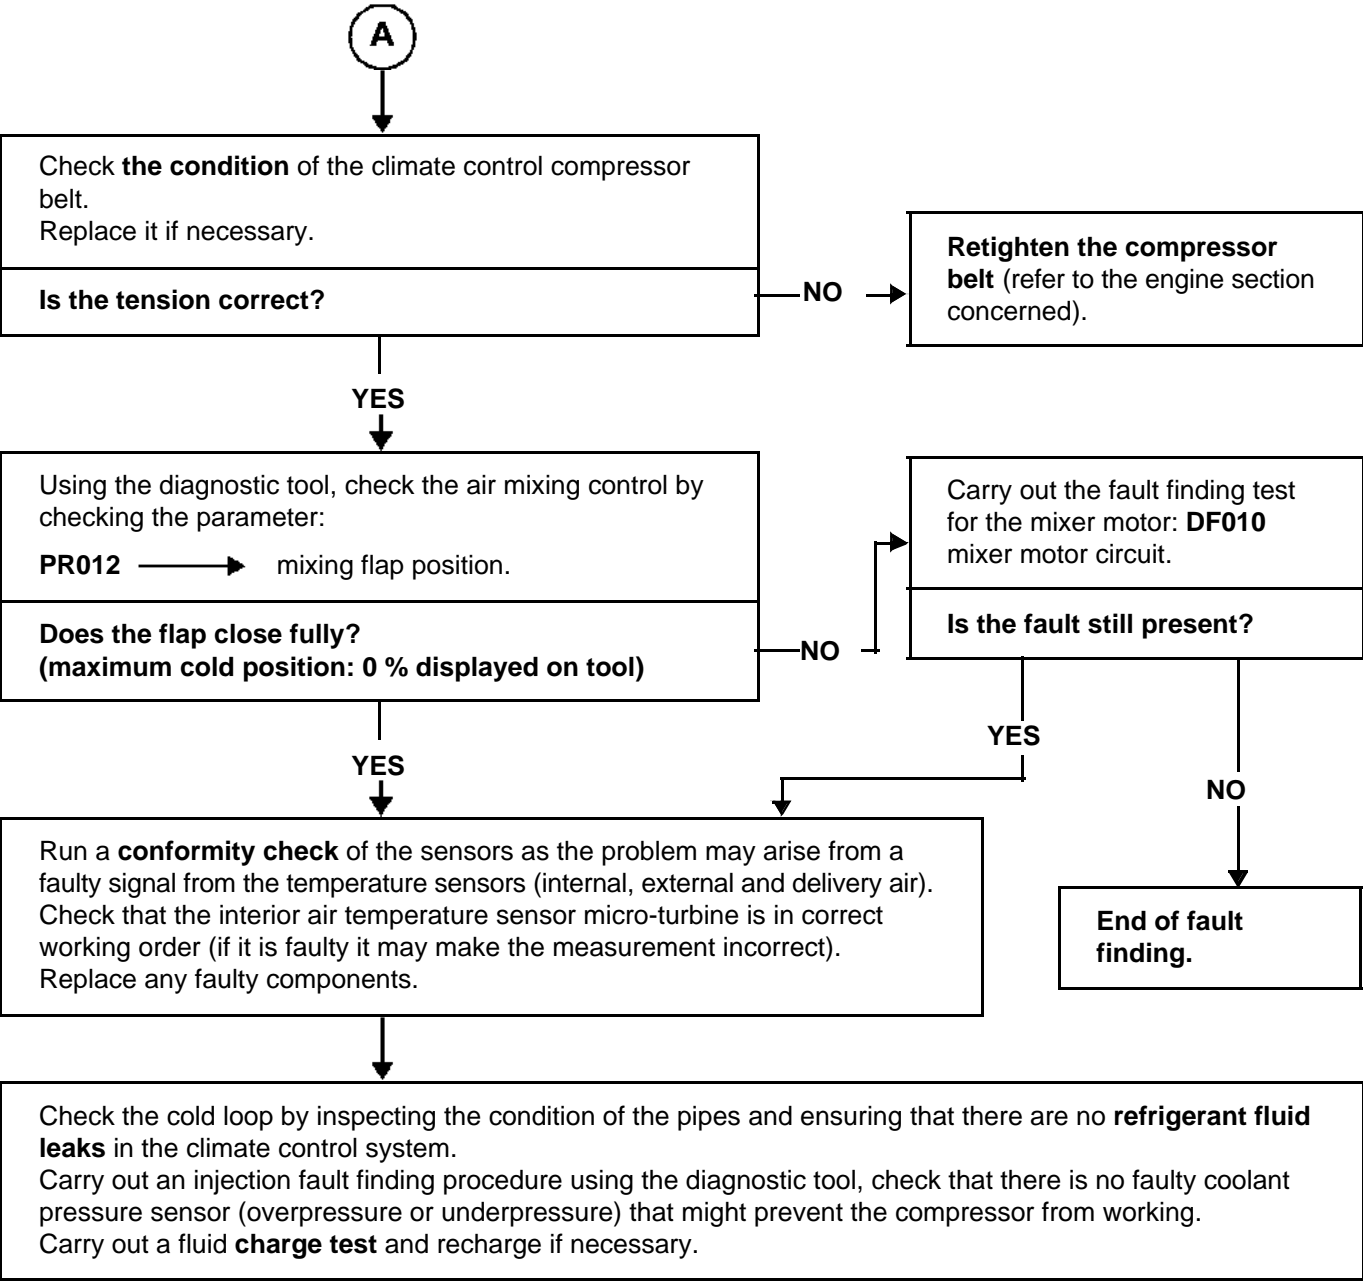 A
Check the condition of the climate control compressor
belt.
Replace it if necessary.
Is the tension correct?
NO
Retighten the compressor
belt (refer to the engine section
concerned).
YES
Using the diagnostic tool, check the air mixing control by
checking the parameter:
PR012 mixing flap position.
Does the flap close fully?
(maximum cold position: 0 % displayed on tool)
NO
Carry out the fault finding test
for the mixer motor: DF010
mixer motor circuit.
Is the fault still present?
YES
YES
NO
Run a conformity check of the sensors as the problem may arise from a
faulty signal from the temperature sensors (internal, external and delivery air).
Check that the interior air temperature sensor micro-turbine is in correct
working order (if it is faulty it may make the measurement incorrect).
Replace any faulty components.
End of fault
finding.
Check the cold loop by inspecting the condition of the pipes and ensuring that there are no refrigerant fluid
leaks in the climate control system.
Carry out an injection fault finding procedure using the diagnostic tool, check that there is no faulty coolant
pressure sensor (overpressure or underpressure) that might prevent the compressor from working.
Carry out a fluid charge test and recharge if necessary.